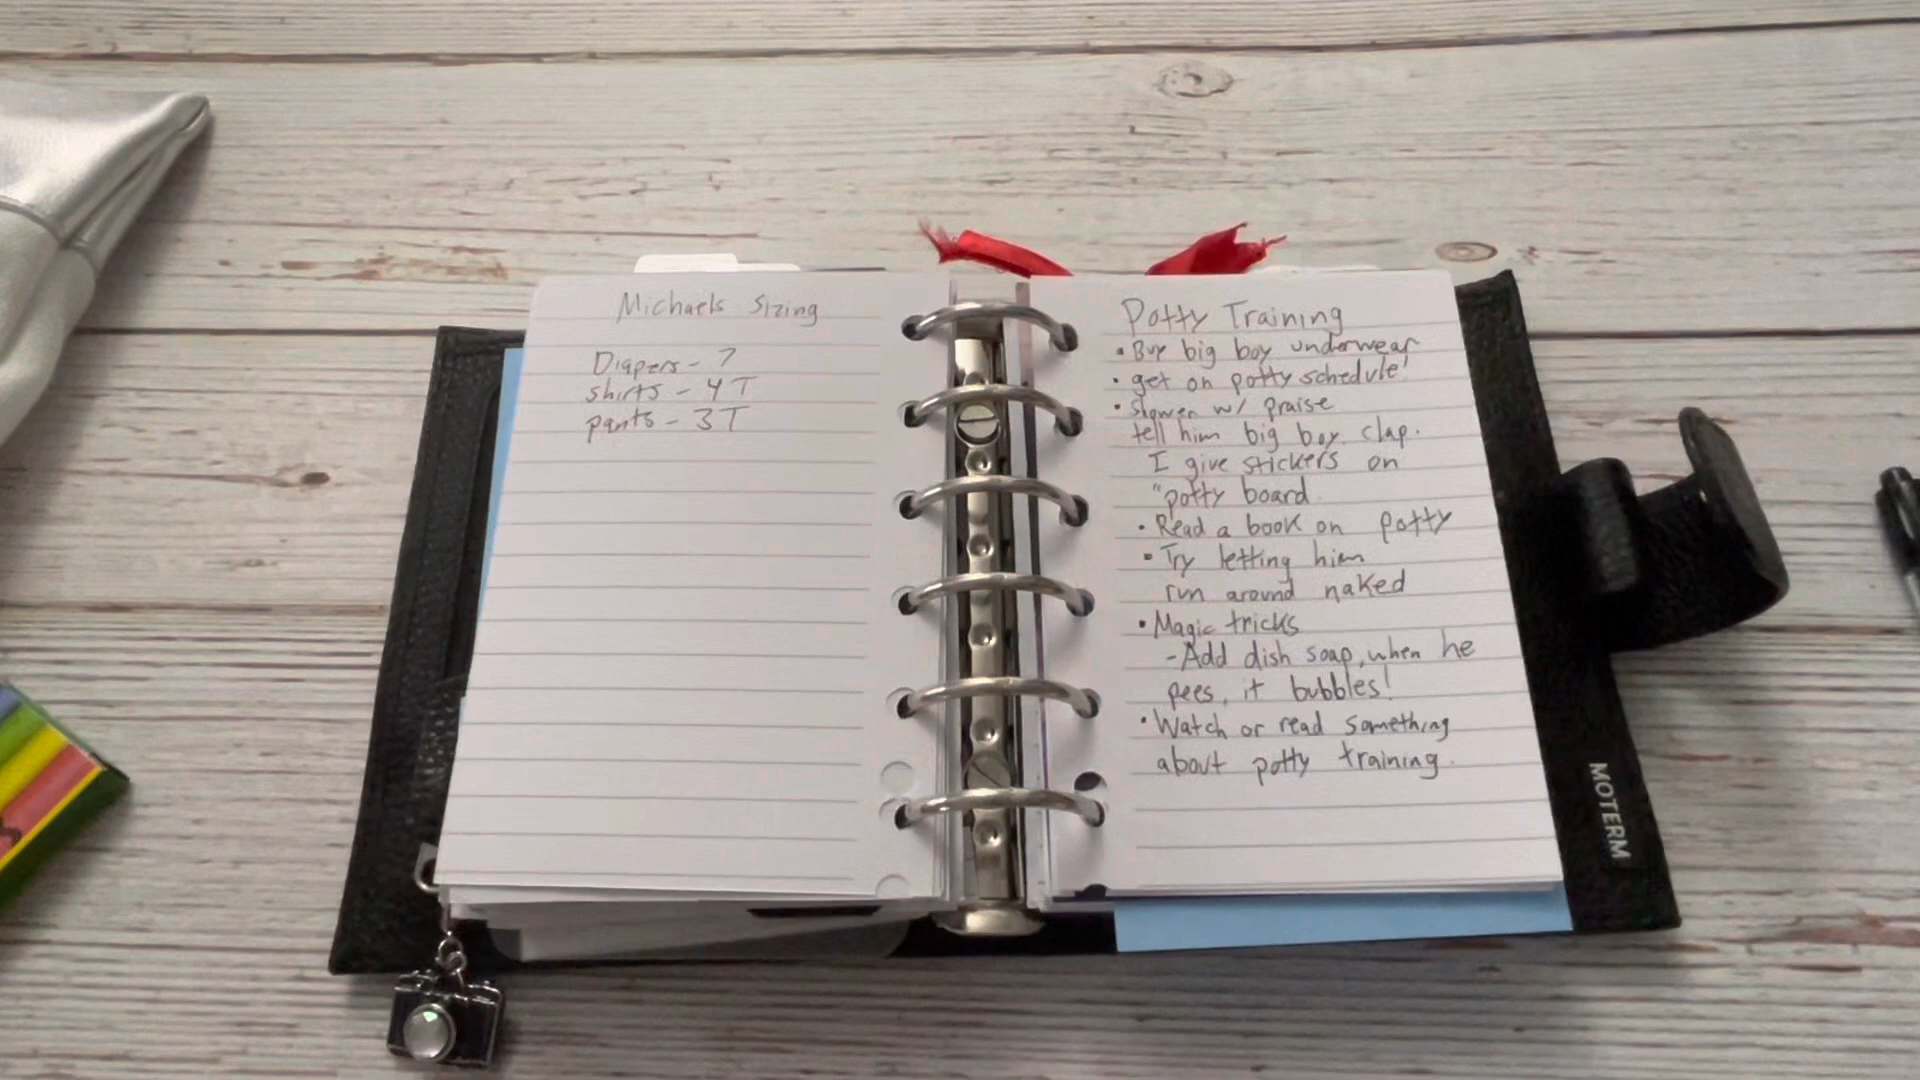 Michaels Sizing
Diapers - 7
shirts - 4T
pants - 3T
Potty Training
• Buy big boy underwear
• get on potty schedule!
• Shower w/ praise
tell him big boy. clap.
I give stickers on
"potty board
• Read a book on potty
• Try letting him
run around naked
• Magic tricks
- Add dish soap, when he
pees, it bubbles!
• Watch or read something
about potty training.
MOTERM